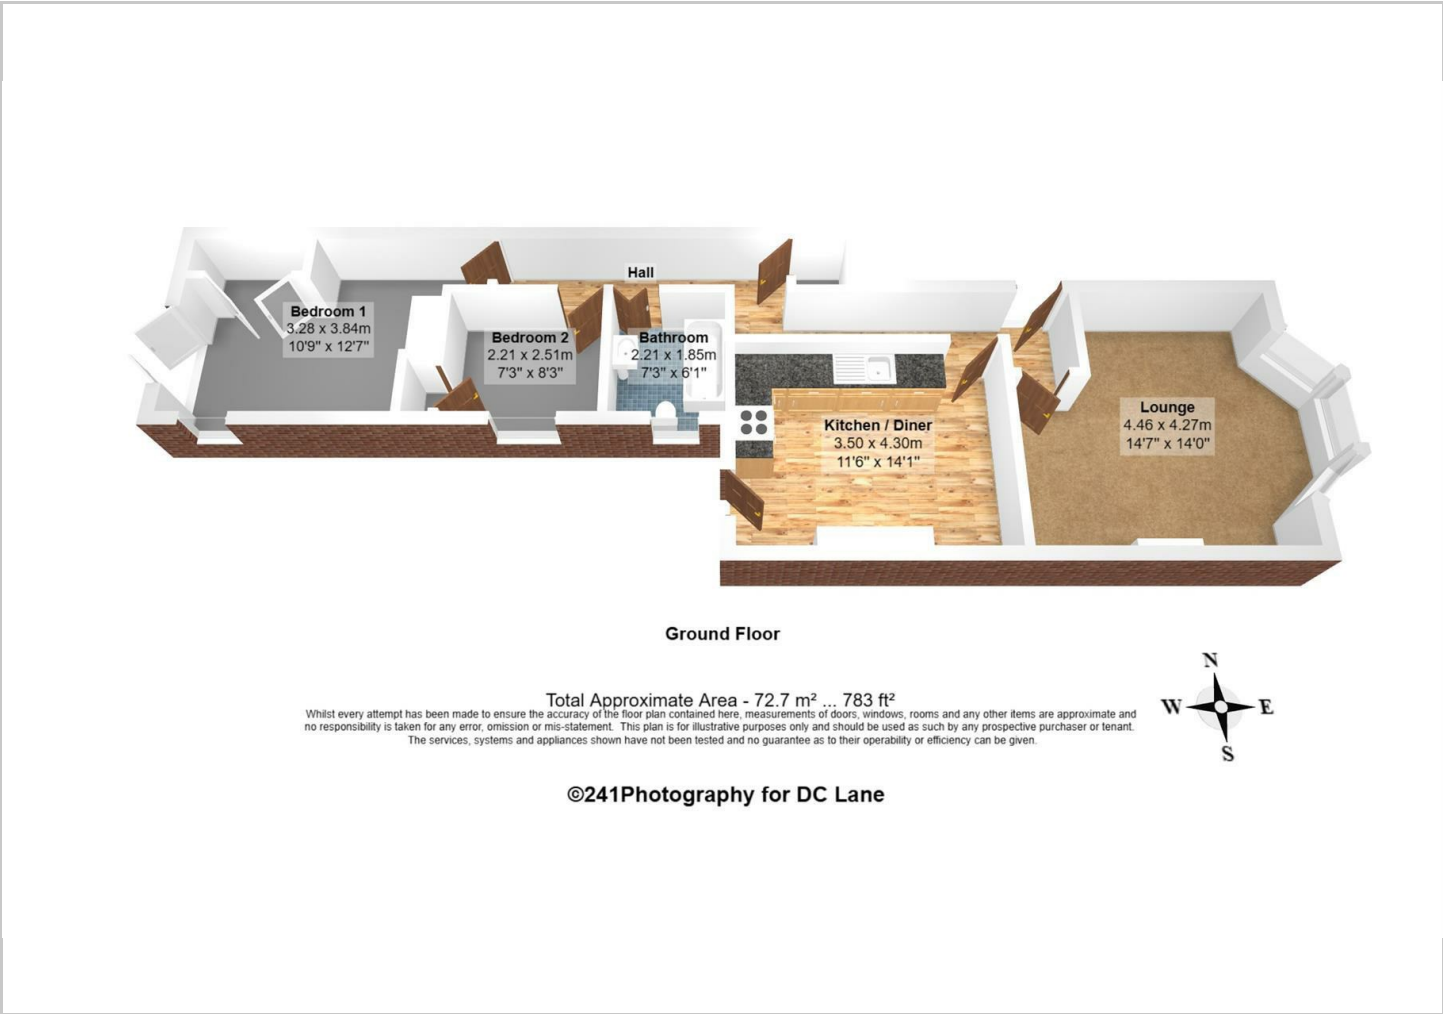 Hall
Bedroom 1
3.28 x 3.84m
10'9" x 12'7"
Bedroom 2
2.21 x 2.51m
7'3" x 8'3"
Bathroom
2.21 x 1.85m
7'3" x 6'1"
Kitchen / Diner
3.50 x 4.30m
11'6" x 14'1"
Lounge
4.46 x 4.27m
14'7" x 14'0"
Ground Floor
Total Approximate Area - 72.7 m² ... 783 ft²
Whilst every attempt has been made to ensure the accuracy of the floor plan contained here, measurements of doors, windows, rooms and any other items are approximate and
no responsibility is taken for any error, omission or mis-statement. This plan is for illustrative purposes only and should be used as such by any prospective purchaser or tenant.
The services, systems and appliances shown have not been tested and no guarantee as to their operability or efficiency can be given.
©241Photography for DC Lane
N
W E
S